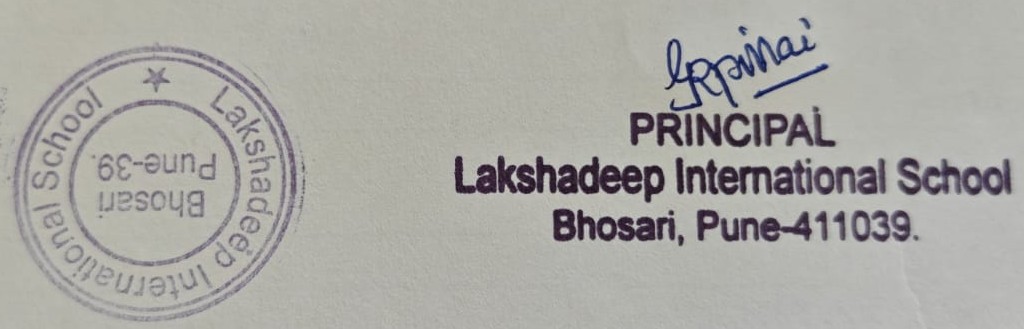 Lakshadeep International School
Bhosari
Pune-39.
PRINCIPAL
Lakshadeep International School
Bhosari, Pune-411039.